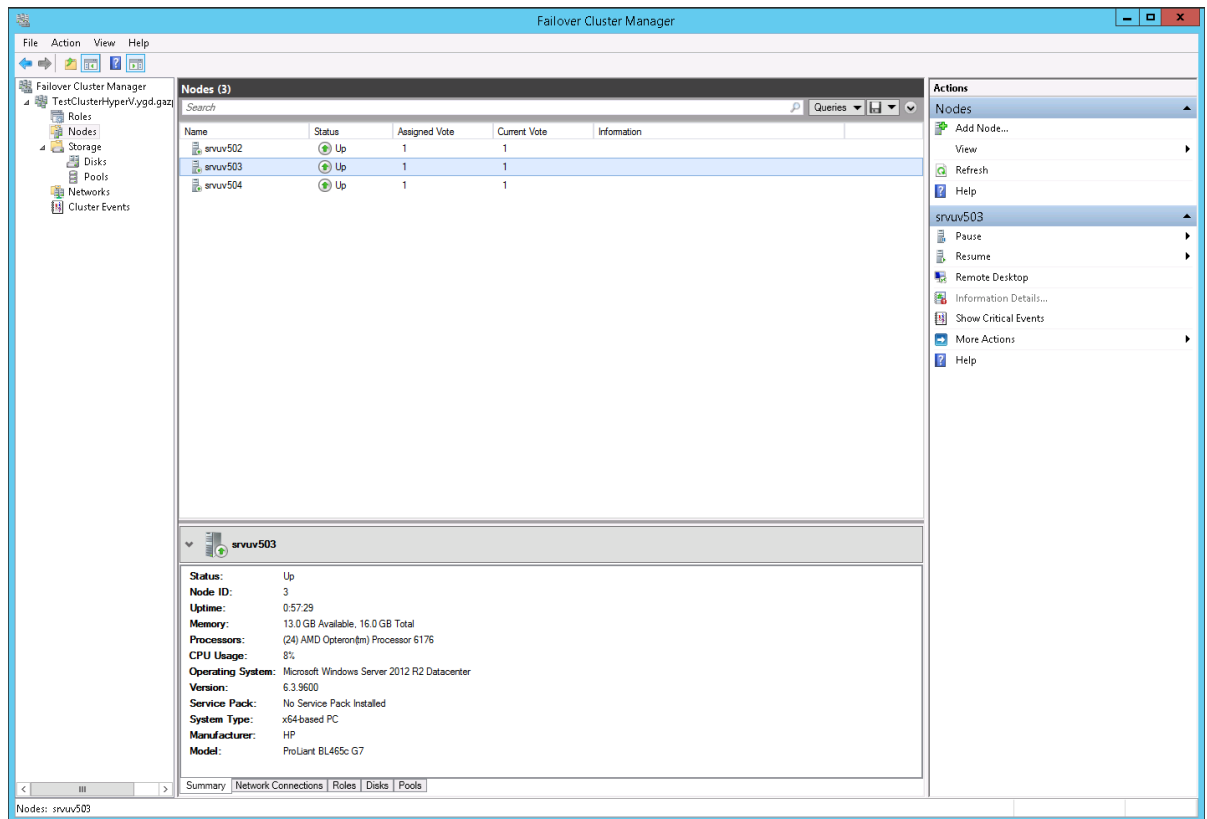 Failover Cluster Manager
File Action View Help
Failover Cluster Manager
TestClusterHyperV.ygd.gazp
Roles
Nodes
Storage
Disks
Pools
Networks
Cluster Events
Nodes (3)
Search Queries
Name Status Assigned Vote Current Vote Information
srvuv502 Up 1 1
srvuv503 Up 1 1
srvuv504 Up 1 1
srvuv503
Status: Up
Node ID: 3
Uptime: 0:57:29
Memory: 13.0 GB Available, 16.0 GB Total
Processors: (24) AMD Opteron(tm) Processor 6176
CPU Usage: 8%
Operating System: Microsoft Windows Server 2012 R2 Datacenter
Version: 6.3.9600
Service Pack: No Service Pack Installed
System Type: x64-based PC
Manufacturer: HP
Model: ProLiant BL465c G7
Summary Network Connections Roles Disks Pools
Actions
Nodes
Add Node...
View
Refresh
Help
srvuv503
Pause
Resume
Remote Desktop
Information Details...
Show Critical Events
More Actions
Help
Nodes: srvuv503